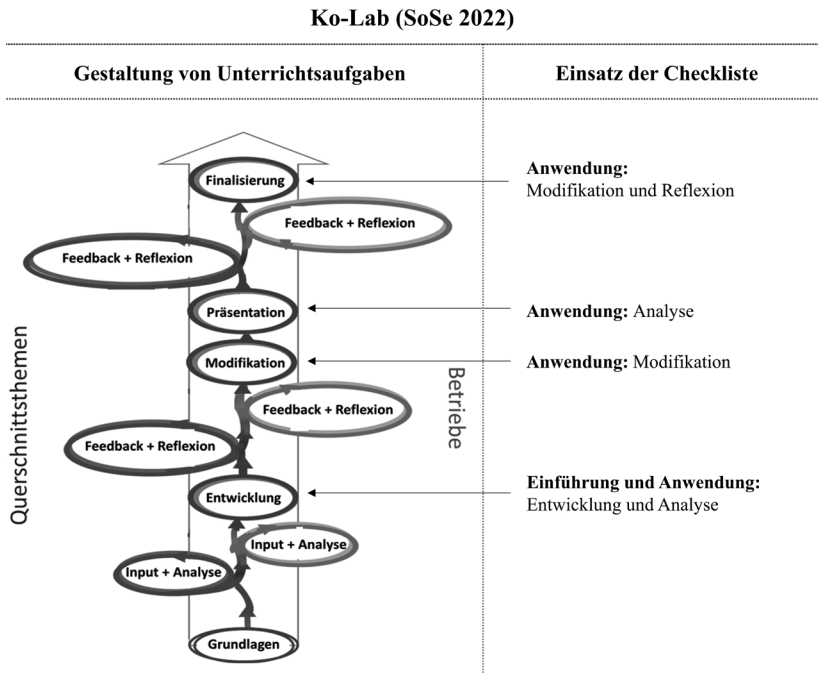 Ko-Lab (SoSe 2022)
Gestaltung von Unterrichtsaufgaben
Einsatz der Checkliste
Finalisierung
Anwendung:
Modifikation und Reflexion
Feedback + Reflexion
Feedback + Reflexion
Präsentation
Anwendung: Analyse
Modifikation
Anwendung: Modifikation
Querschnittsthemen
Betriebe
Feedback + Reflexion
Feedback + Reflexion
Entwicklung
Einführung und Anwendung:
Entwicklung und Analyse
Input + Analyse
Input + Analyse
Grundlagen